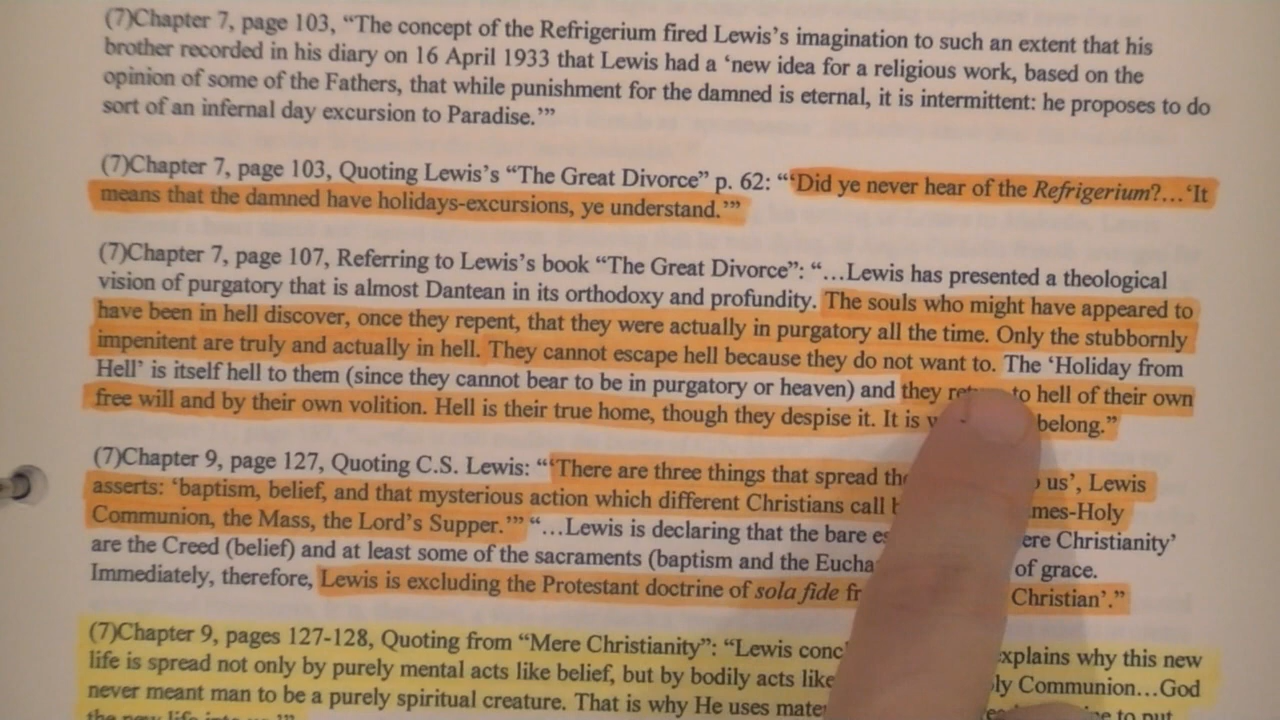 (7)Chapter 7, page 103, “The concept of the Refrigerium fired Lewis’s imagination to such an extent that his
brother recorded in his diary on 16 April 1933 that Lewis had a ‘new idea for a religious work, based on the
opinion of some of the Fathers, that while punishment for the damned is eternal, it is intermittent: he proposes to do
sort of an infernal day excursion to Paradise.’”
(7)Chapter 7, page 103, Quoting Lewis’s “The Great Divorce” p. 62: “‘Did ye never hear of the Refrigerium?…‘It
means that the damned have holidays-excursions, ye understand.’”
(7)Chapter 7, page 107, Referring to Lewis’s book “The Great Divorce”: “…Lewis has presented a theological
vision of purgatory that is almost Dantean in its orthodoxy and profundity. The souls who might have appeared to
have been in hell discover, once they repent, that they were actually in purgatory all the time. Only the stubbornly
impenitent are truly and actually in hell. They cannot escape hell because they do not want to. The ‘Holiday from
Hell’ is itself hell to them (since they cannot bear to be in purgatory or heaven) and they to hell of their own
free will and by their own volition. Hell is their true home, though they despise it. It is belong.”
(7)Chapter 9, page 127, Quoting C.S. Lewis: “‘There are three things that spread us’, Lewis
asserts: ‘baptism, belief, and that mysterious action which different Christians call Holy
Communion, the Mass, the Lord’s Supper.’” “…Lewis is declaring that the bare Christianity’
are the Creed (belief) and at least some of the sacraments (baptism and the of grace.
Immediately, therefore, Lewis is excluding the Protestant doctrine of sola fide Christian’.”
(7)Chapter 9, pages 127-128, Quoting from “Mere Christianity”: “Lewis explains why this new
life is spread not only by purely mental acts like belief, but by bodily acts like Communion…God
never meant man to be a purely spiritual creature. That is why He uses to put
the new life into us.’”